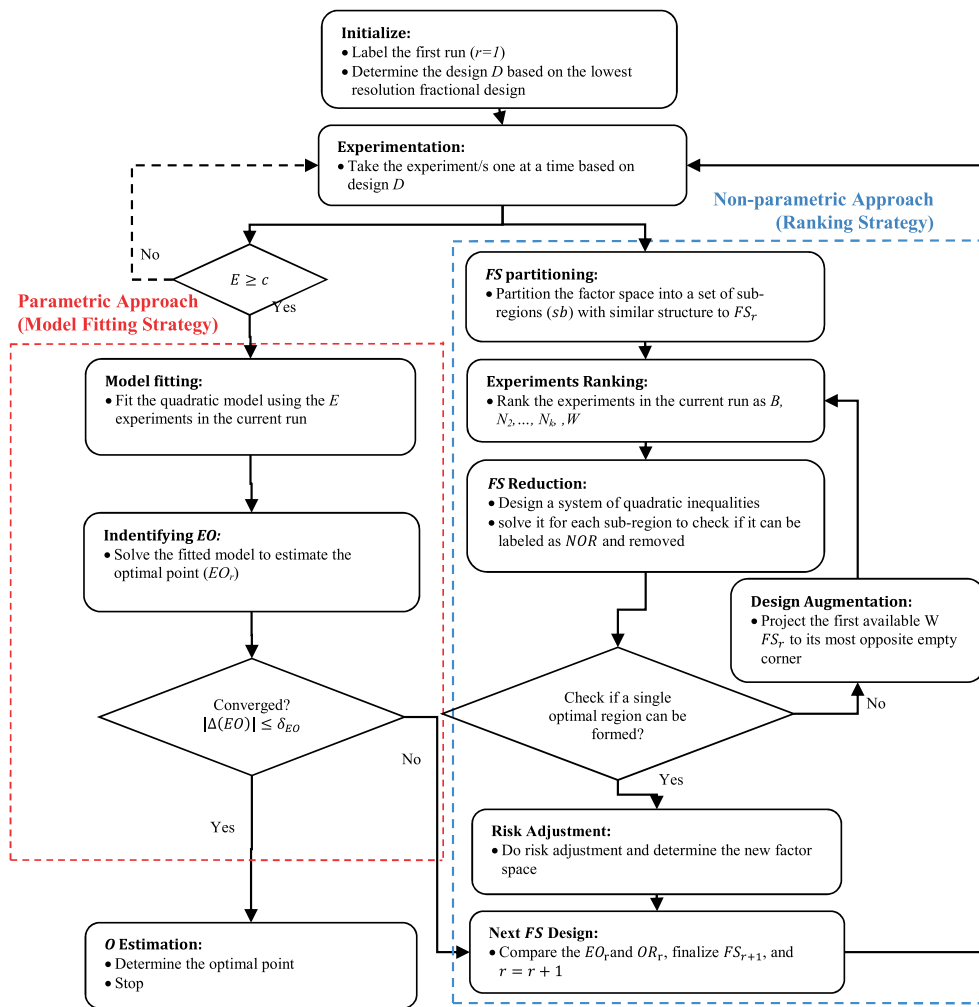 Initialize:
• Label the first run (r=1)
• Determine the design D based on the lowest
resolution fractional design
Experimentation:
• Take the experiment/s one at a time based on
design D
Non-parametric Approach
(Ranking Strategy)
No
E ≥ c
Yes
Parametric Approach
(Model Fitting Strategy)
FS partitioning:
• Partition the factor space into a set of sub-
regions (sb) with similar structure to FS_r
Model fitting:
• Fit the quadratic model using the E
experiments in the current run
Experiments Ranking:
• Rank the experiments in the current run as B,
N_2,…, N_k, ,W
FS Reduction:
• Design a system of quadratic inequalities
• solve it for each sub-region to check if it can be
labeled as NOR and removed
Indentifying EO:
• Solve the fitted model to estimate the
optimal point (EO_r)
Design Augmentation:
• Project the first available W
FS_r to its most opposite empty
corner
Converged?
|Δ(EO)| ≤ δ_EO
No
Check if a single
optimal region can be
formed?
No
Yes
Yes
Risk Adjustment:
• Do risk adjustment and determine the new factor
space
O Estimation:
• Determine the optimal point
• Stop
Next FS Design:
• Compare the EO_r and OR_r, finalize FS_{r+1}, and
r = r + 1